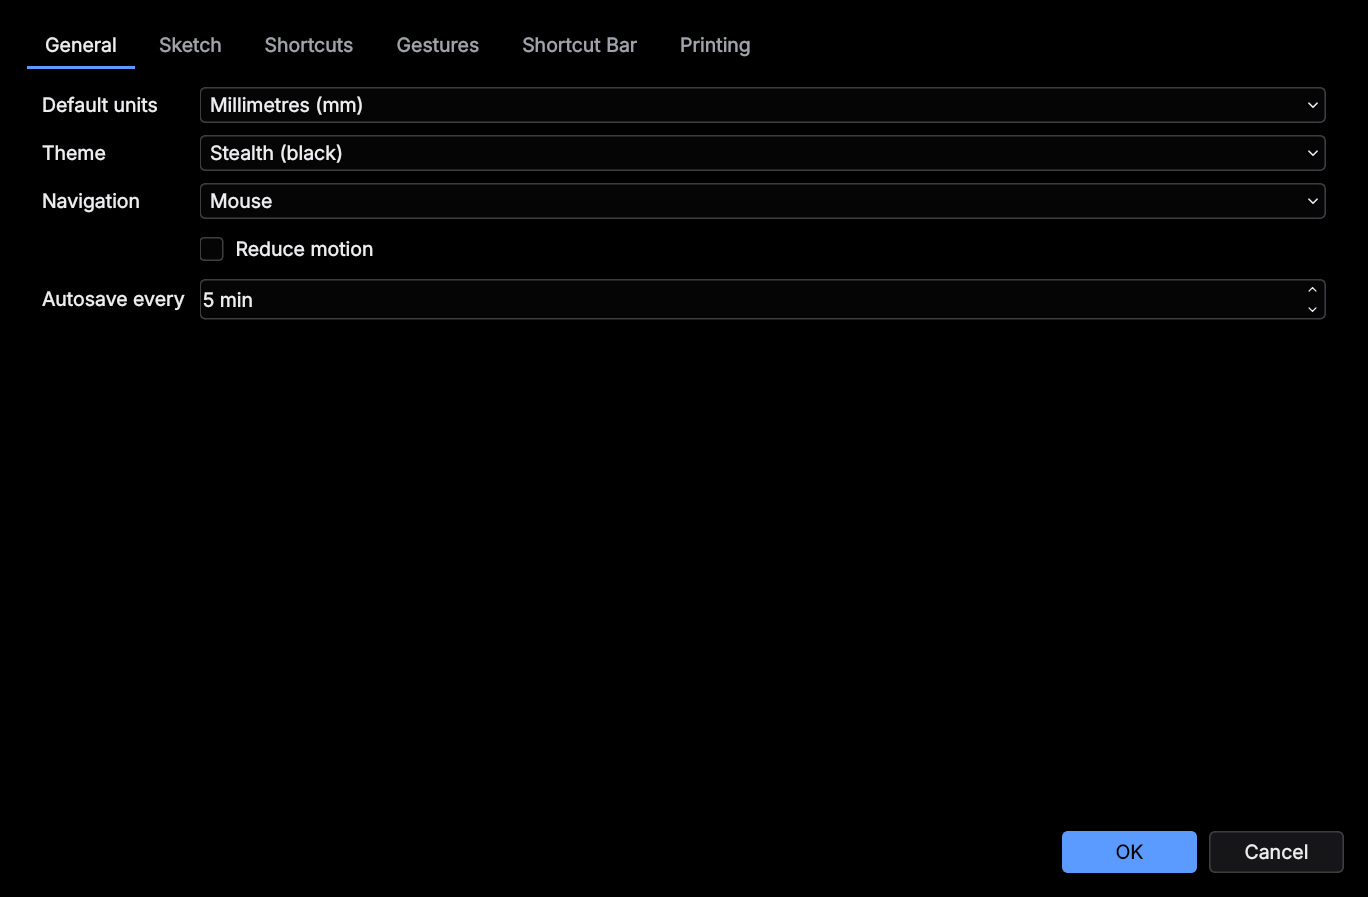 General Sketch Shortcuts Gestures Shortcut Bar Printing
Default units Millimetres (mm)
Theme Stealth (black)
Navigation Mouse
Reduce motion
Autosave every 5 min
OK Cancel